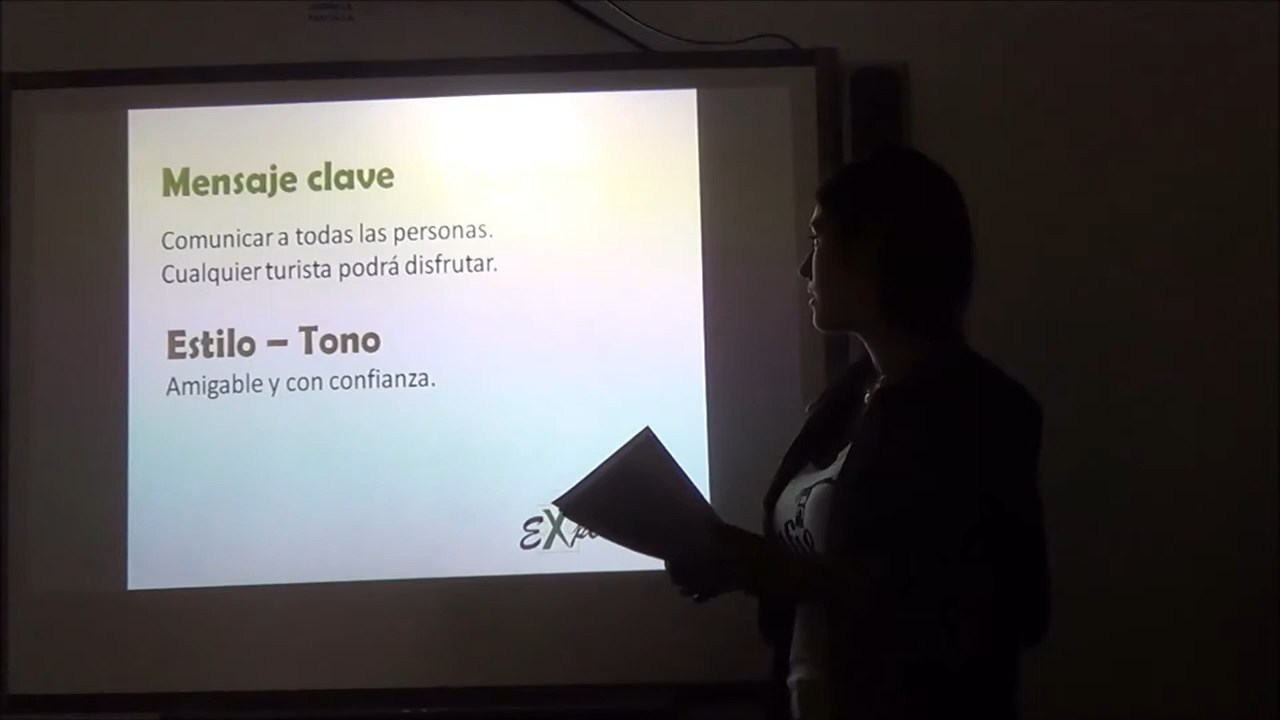 Mensaje clave
Comunicar a todas las personas.
Cualquier turista podrá disfrutar.
Estilo – Tono
Amigable y con confianza.